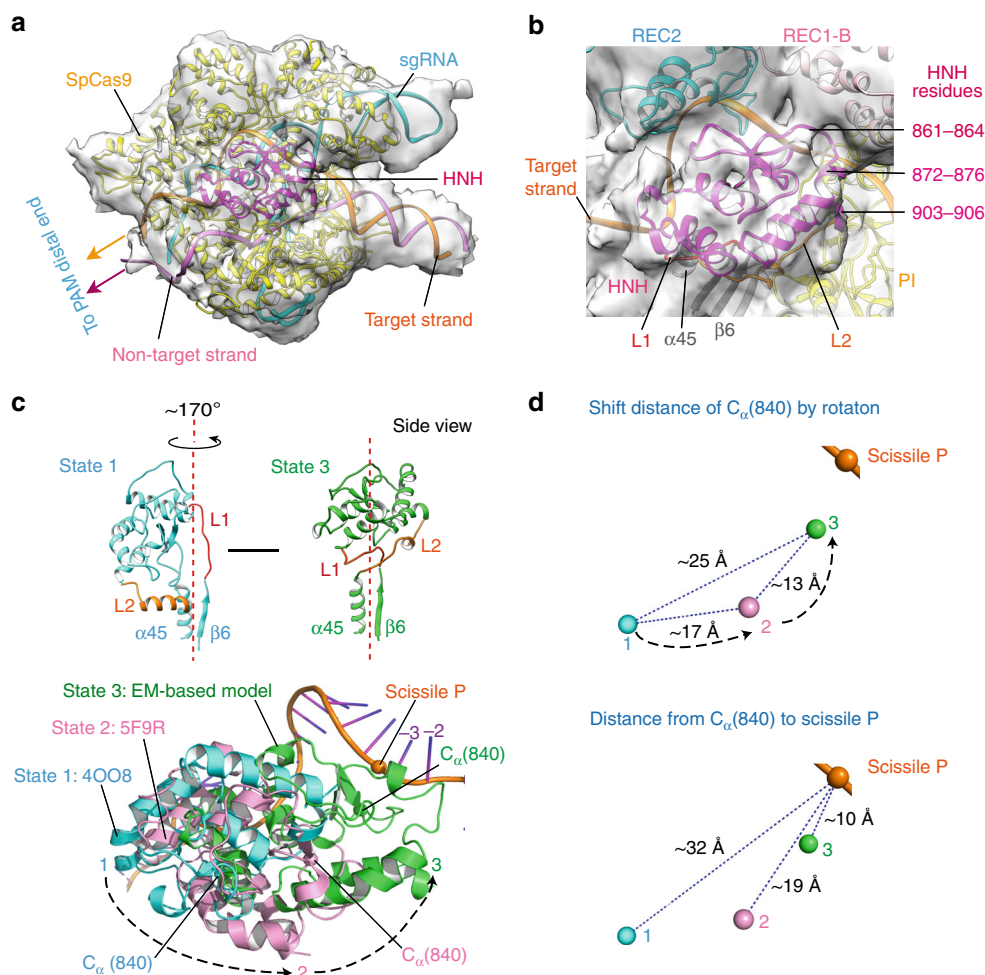 a
SpCas9
sgRNA
HNH
To PAM distal end
Target strand
Non-target strand
b
REC2
REC1-B
HNH
residues
861–864
872–876
903–906
Target
strand
HNH
PI
L1
α45
β6
L2
c
~170°
Side view
State 1
State 3
L1
L2
L1
L2
α45
β6
α45
β6
State 3: EM-based model
Scissile P
State 2: 5F9R
–3
–2
Cα(840)
State 1: 4OO8
1
3
2
Cα (840)
Cα(840)
d
Shift distance of Cα(840) by rotaton
Scissile P
3
~25 Å
~13 Å
2
~17 Å
1
Distance from Cα(840) to scissile P
Scissile P
~10 Å
3
~32 Å
~19 Å
2
1